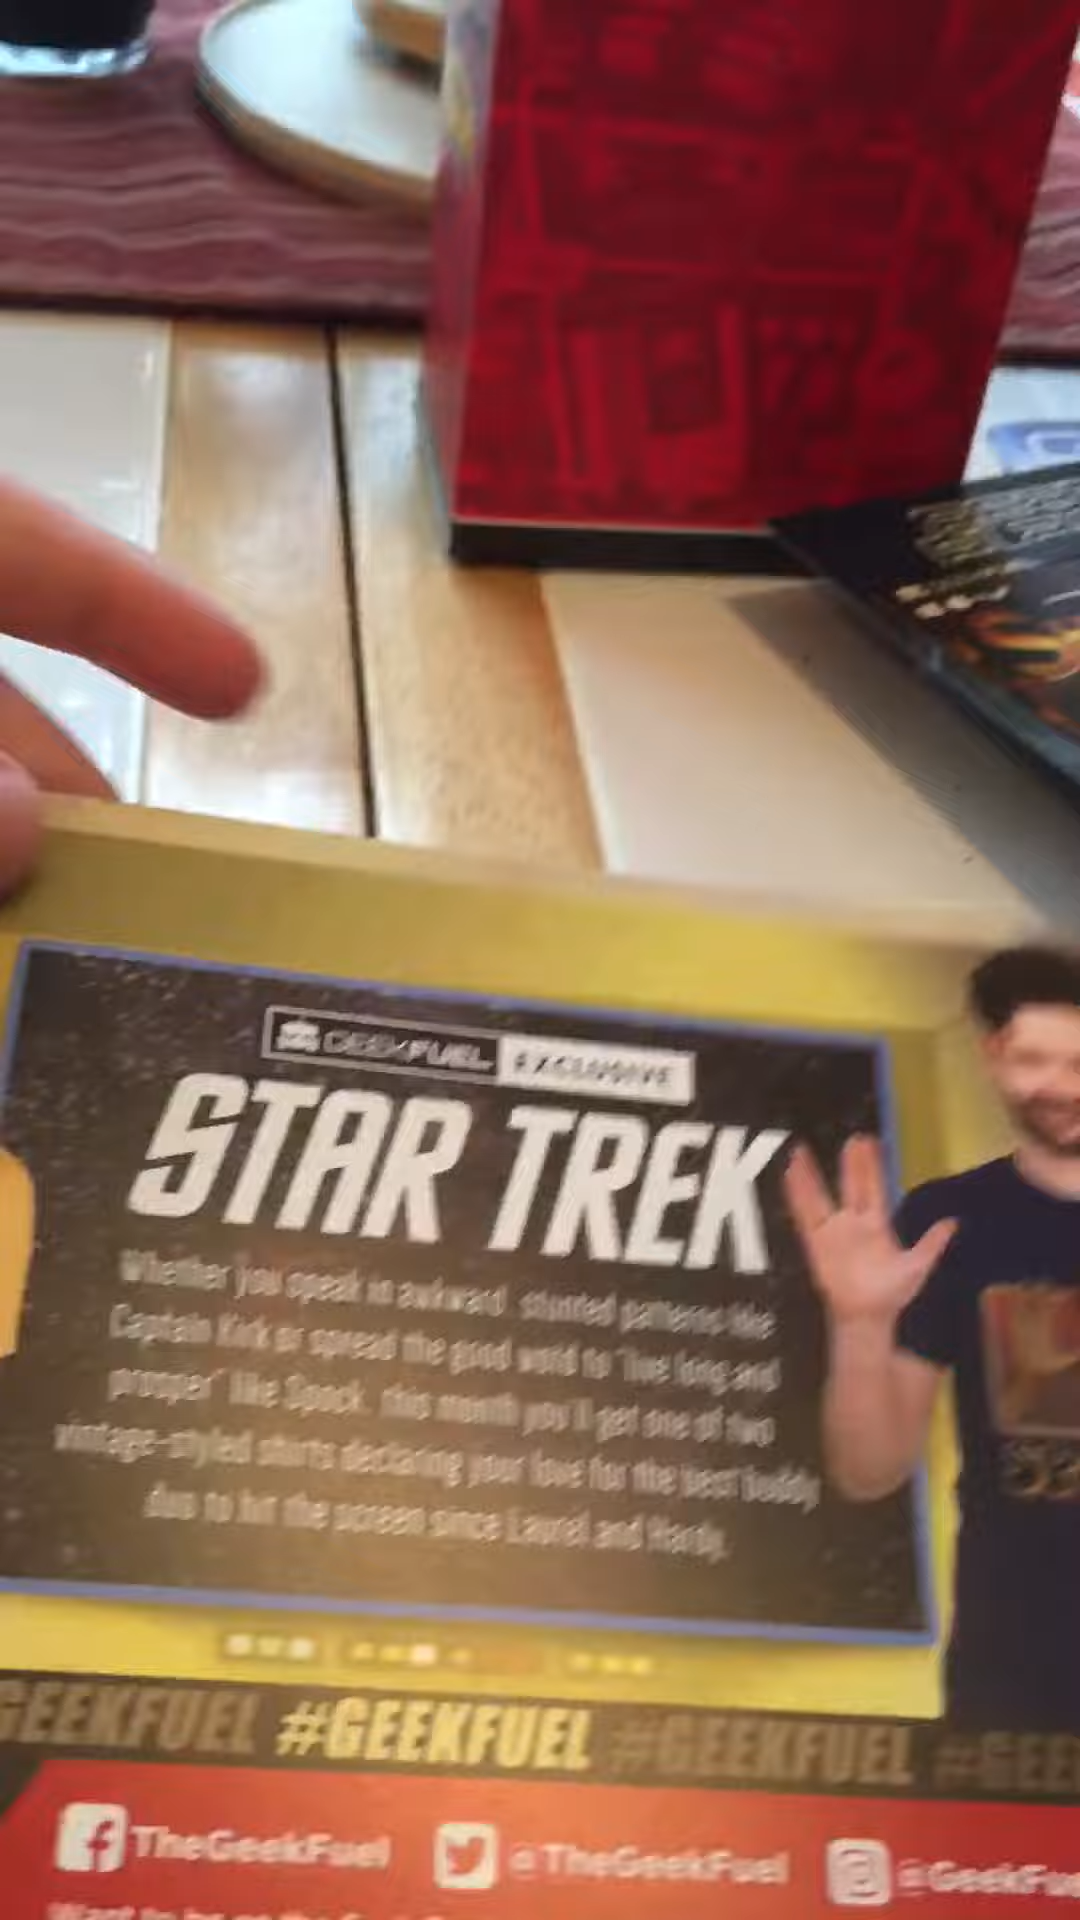 GEEKFUEL EXCLUSIVE
STAR TREK
Whether you speak in awkward, stunted patterns like
Captain Kirk or spread the good word to "live long and
prosper" like Spock, this month you'll get one of two
vintage-styled shirts declaring your love for the best buddy
duo to hit the screen since Laurel and Hardy.
GEEKFUEL #GEEKFUEL #GEEKFUEL #GEE
TheGeekFuel @TheGeekFuel @GeekFue